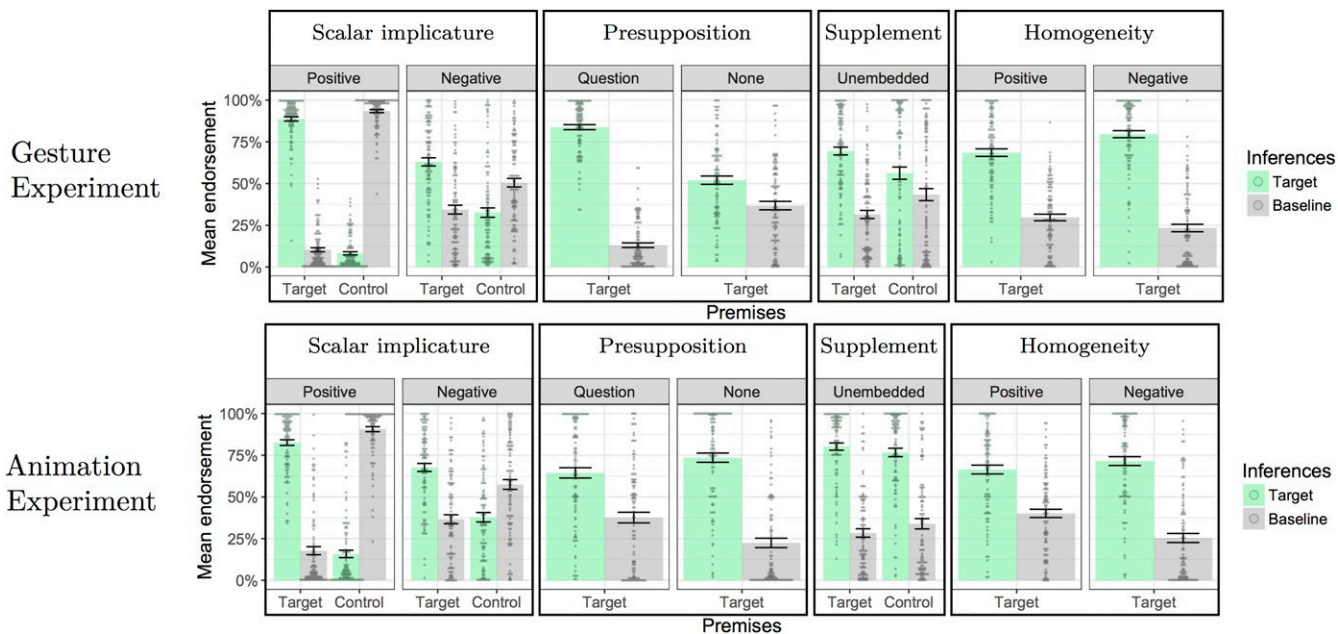 Scalar implicature Presupposition Supplement Homogeneity
Positive Negative Question None Unembedded Positive Negative
Gesture
Experiment
Mean endorsement
100%
75%
50%
25%
0%
Target Control Target Control Target Target Target Control Target Target
Premises
Inferences
Target
Baseline
Scalar implicature Presupposition Supplement Homogeneity
Positive Negative Question None Unembedded Positive Negative
Animation
Experiment
Mean endorsement
100%
75%
50%
25%
0%
Target Control Target Control Target Target Target Control Target Target
Premises
Inferences
Target
Baseline